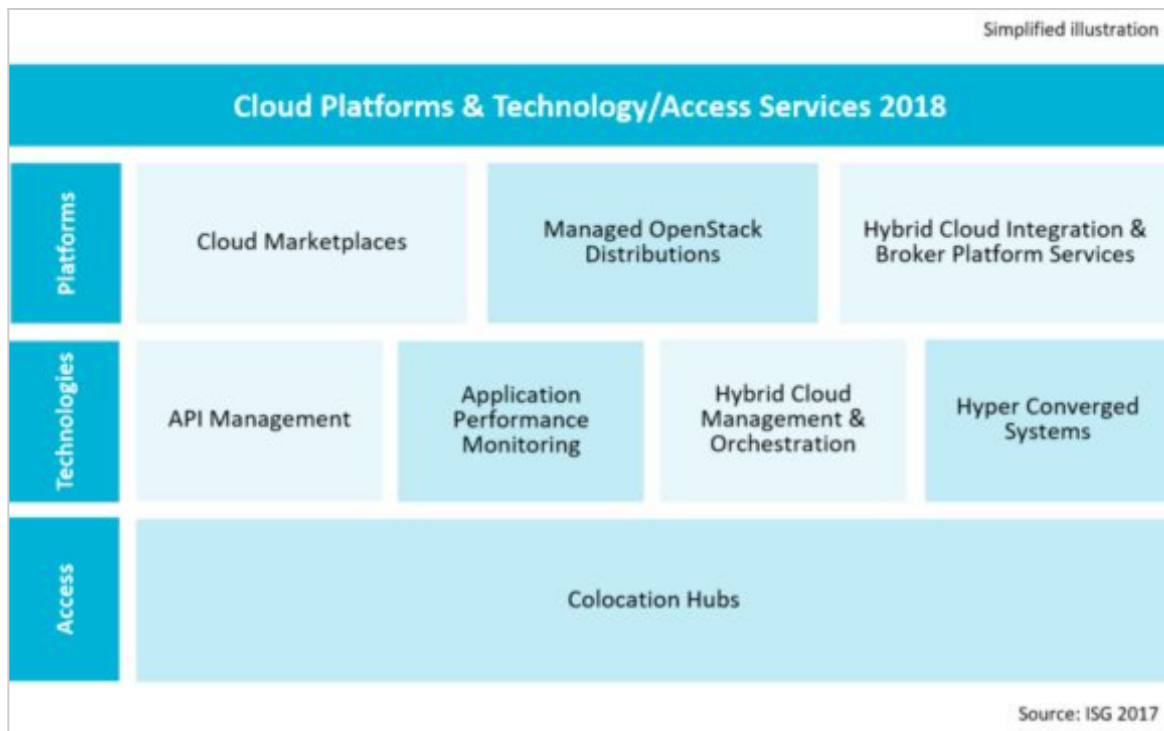 Simplified illustration
Cloud Platforms & Technology/Access Services 2018
Platforms
Cloud Marketplaces
Managed OpenStack
Distributions
Hybrid Cloud Integration &
Broker Platform Services
Technologies
API Management
Application
Performance
Monitoring
Hybrid Cloud
Management &
Orchestration
Hyper Converged
Systems
Access
Colocation Hubs
Source: ISG 2017